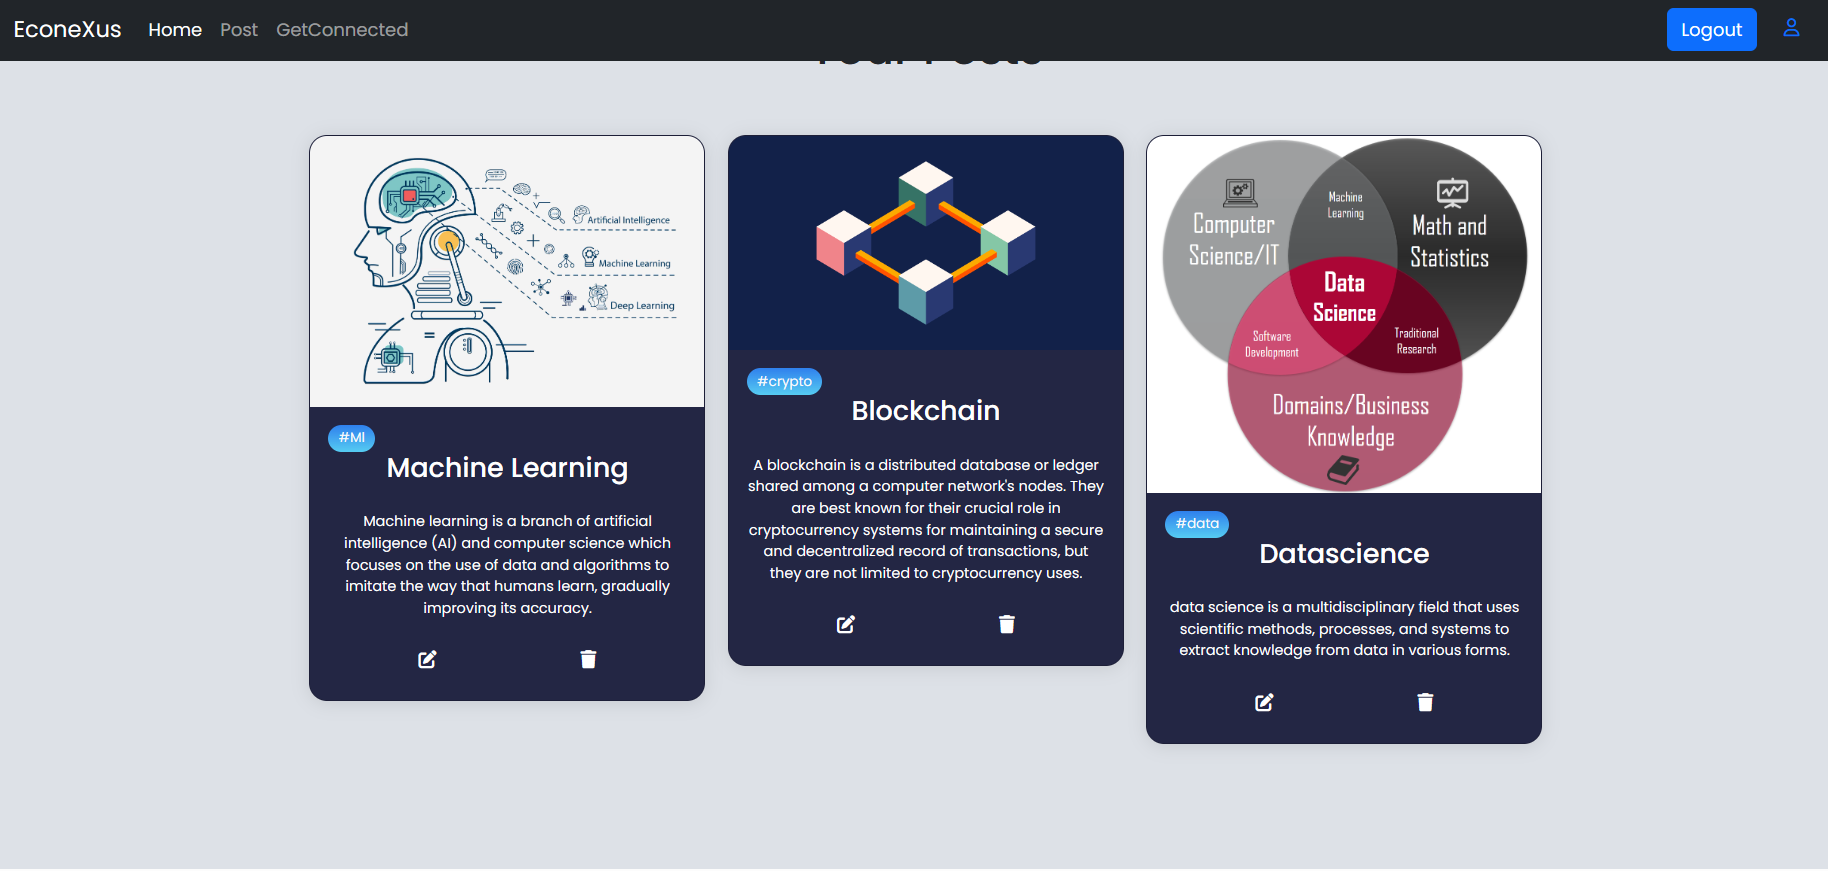 EconeXus Home Post GetConnected Logout
Your Posts
Artificial Intelligence
Machine Learning
Deep Learning
#Ml
Machine Learning
Machine learning is a branch of artificial
intelligence (AI) and computer science which
focuses on the use of data and algorithms to
imitate the way that humans learn, gradually
improving its accuracy.
#crypto
Blockchain
A blockchain is a distributed database or ledger
shared among a computer network's nodes. They
are best known for their crucial role in
cryptocurrency systems for maintaining a secure
and decentralized record of transactions, but
they are not limited to cryptocurrency uses.
Computer
Science/IT
Machine
Learning
Math and
Statistics
Data
Science
Software
Development
Traditional
Research
Domains/Business
Knowledge
#data
Datascience
data science is a multidisciplinary field that uses
scientific methods, processes, and systems to
extract knowledge from data in various forms.